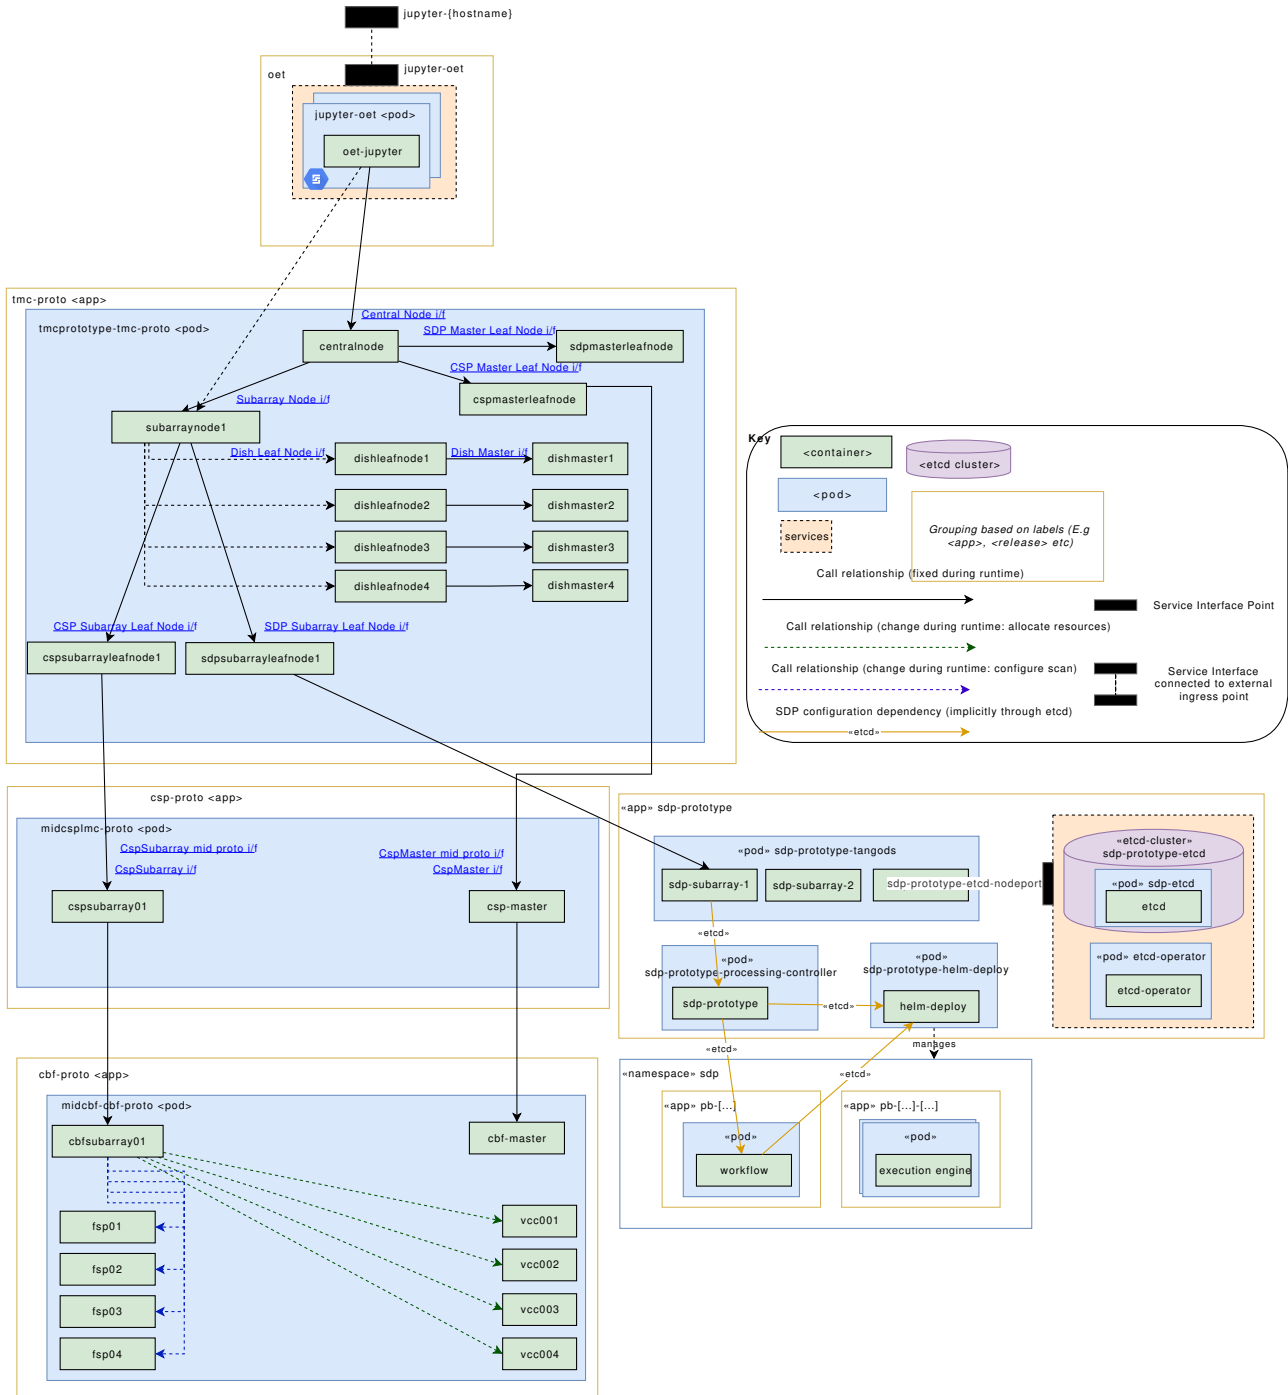 jupyter-{hostname}
jupyter-oet
oet
jupyter-oet <pod>
oet-jupyter
tmc-proto <app>
tmcprototype-tmc-proto <pod>
Central Node i/f
SDP Master Leaf Node i/f
centralnode
sdpmasterleafnode
CSP Master Leaf Node i/f
cspmasterleafnode
Subarray Node i/f
subarraynode1
Dish Leaf Node i/f
dishleafnode1
Dish Master i/f
dishmaster1
dishleafnode2
dishmaster2
dishleafnode3
dishmaster3
dishleafnode4
dishmaster4
CSP Subarray Leaf Node i/f
SDP Subarray Leaf Node i/f
cspsubarrayleafnode1
sdpsubarrayleafnode1
Key
<container>
<etcd cluster>
<pod>
services
Grouping based on labels (E.g
<app>, <release> etc)
Call relationship (fixed during runtime)
Service Interface Point
Call relationship (change during runtime: allocate resources)
Call relationship (change during runtime: configure scan)
Service Interface
connected to external
ingress point
SDP configuration dependency (implicitly through etcd)
«etcd»
csp-proto <app>
midcsplmc-proto <pod>
CspSubarray mid proto i/f
CspSubarray i/f
CspMaster mid proto i/f
CspMaster i/f
cspsubarray01
csp-master
«app» sdp-prototype
«pod» sdp-prototype-tangods
sdp-subarray-1
sdp-subarray-2
sdp-prototype-etcd-nodeport
«etcd-cluster»
sdp-prototype-etcd
«pod» sdp-etcd
etcd
«etcd»
«pod»
sdp-prototype-processing-controller
sdp-prototype
«etcd»
«pod»
sdp-prototype-helm-deploy
helm-deploy
«pod» etcd-operator
etcd-operator
«etcd»
manages
«namespace» sdp
«etcd»
«app» pb-[...]
«pod»
workflow
«app» pb-[...]-[...]
«pod»
execution engine
cbf-proto <app>
midcbf-cbf-proto <pod>
cbfsubarray01
cbf-master
fsp01
fsp02
fsp03
fsp04
vcc001
vcc002
vcc003
vcc004